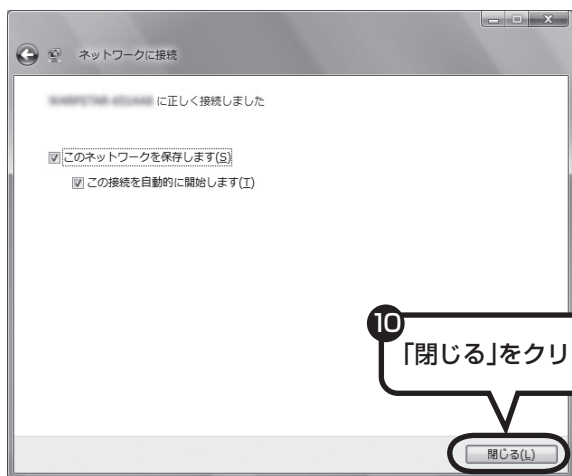 ネットワークに接続
に正しく接続しました
このネットワークを保存します(S)
この接続を自動的に開始します(T)
10
「閉じる」をクリ
閉じる(L)